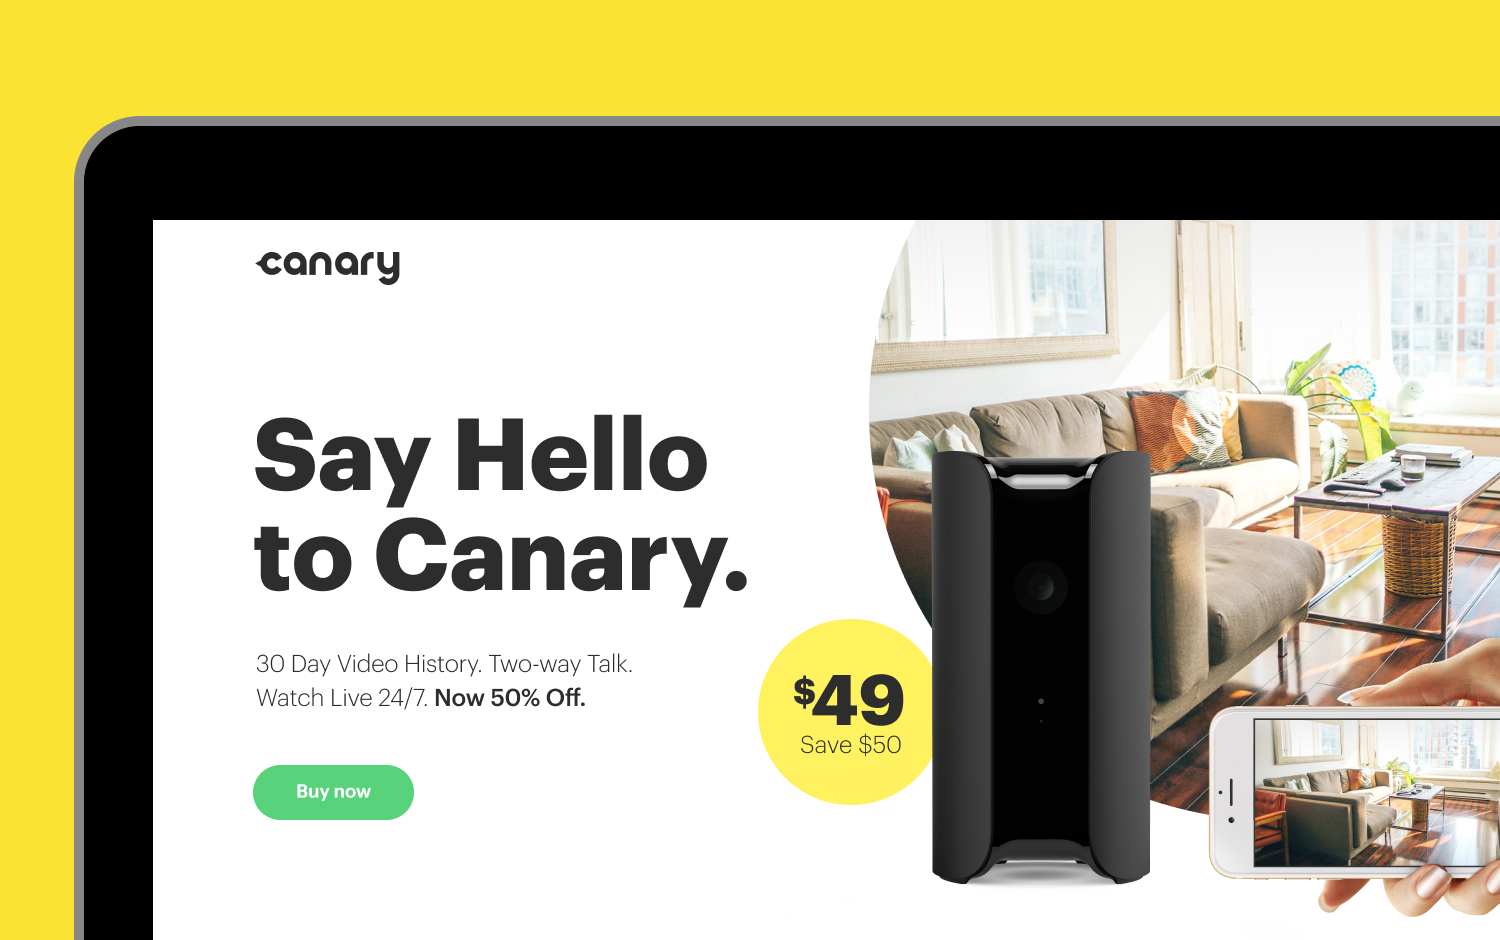 canary
Say Hello
to Canary.
30 Day Video History. Two-way Talk.
Watch Live 24/7. Now 50% Off.
$49
Save $50
Buy now